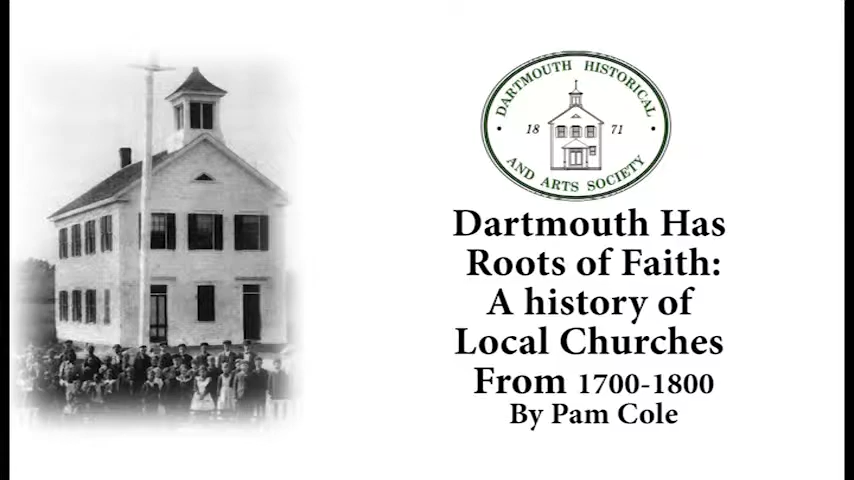 DARTMOUTH HISTORICAL
18 71
AND ARTS SOCIETY
Dartmouth Has
Roots of Faith:
A history of
Local Churches
From 1700-1800
By Pam Cole